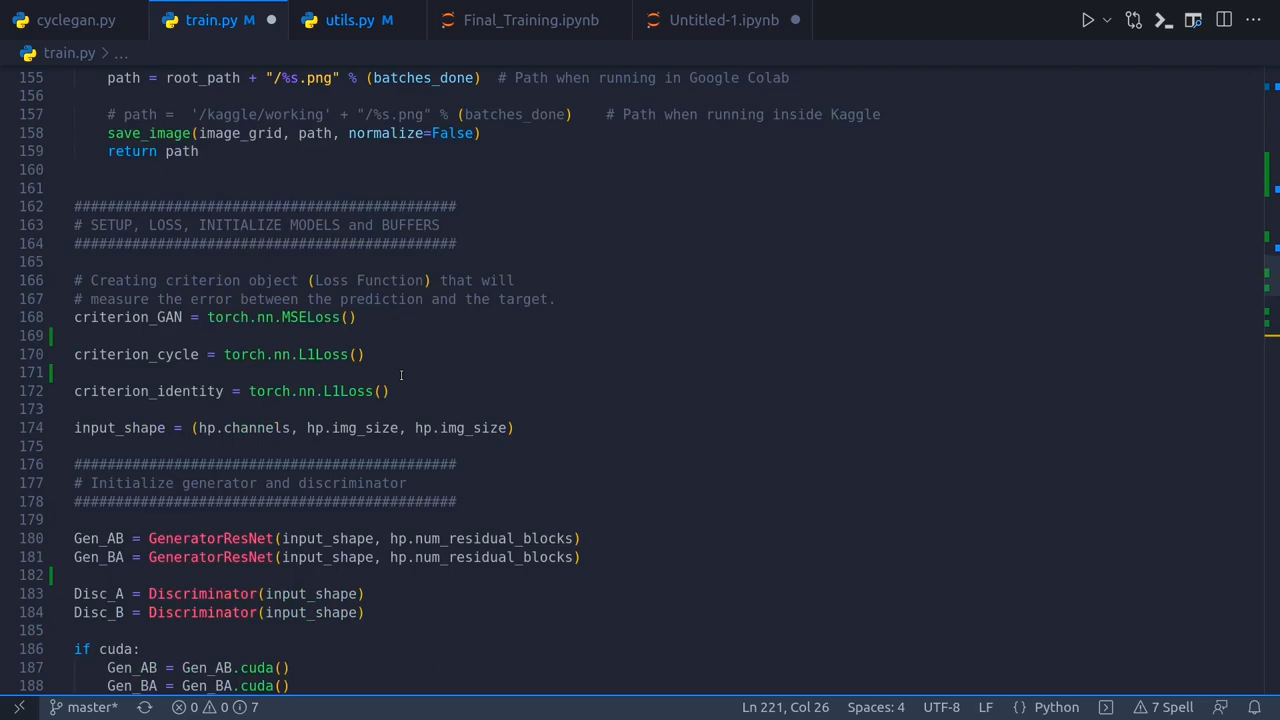 cyclegan.py train.py M utils.py M Final_Training.ipynb Untitled-1.ipynb
train.py > ...
155 path = root_path + "/%s.png" % (batches_done)  # Path when running in Google Colab
156
157 # path =  '/kaggle/working' + "/%s.png" % (batches_done)    # Path when running inside Kaggle
158 save_image(image_grid, path, normalize=False)
159 return path
160
161
162 ##############################################
163 # SETUP, LOSS, INITIALIZE MODELS and BUFFERS
164 ##############################################
165
166 # Creating criterion object (Loss Function) that will
167 # measure the error between the prediction and the target.
168 criterion_GAN = torch.nn.MSELoss()
169
170 criterion_cycle = torch.nn.L1Loss()
171
172 criterion_identity = torch.nn.L1Loss()
173
174 input_shape = (hp.channels, hp.img_size, hp.img_size)
175
176 ##############################################
177 # Initialize generator and discriminator
178 ##############################################
179
180 Gen_AB = GeneratorResNet(input_shape, hp.num_residual_blocks)
181 Gen_BA = GeneratorResNet(input_shape, hp.num_residual_blocks)
182
183 Disc_A = Discriminator(input_shape)
184 Disc_B = Discriminator(input_shape)
185
186 if cuda:
187 Gen_AB = Gen_AB.cuda()
188 Gen_BA = Gen_BA.cuda()
master* 0 0 7 Ln 221, Col 26 Spaces: 4 UTF-8 LF {} Python 7 Spell